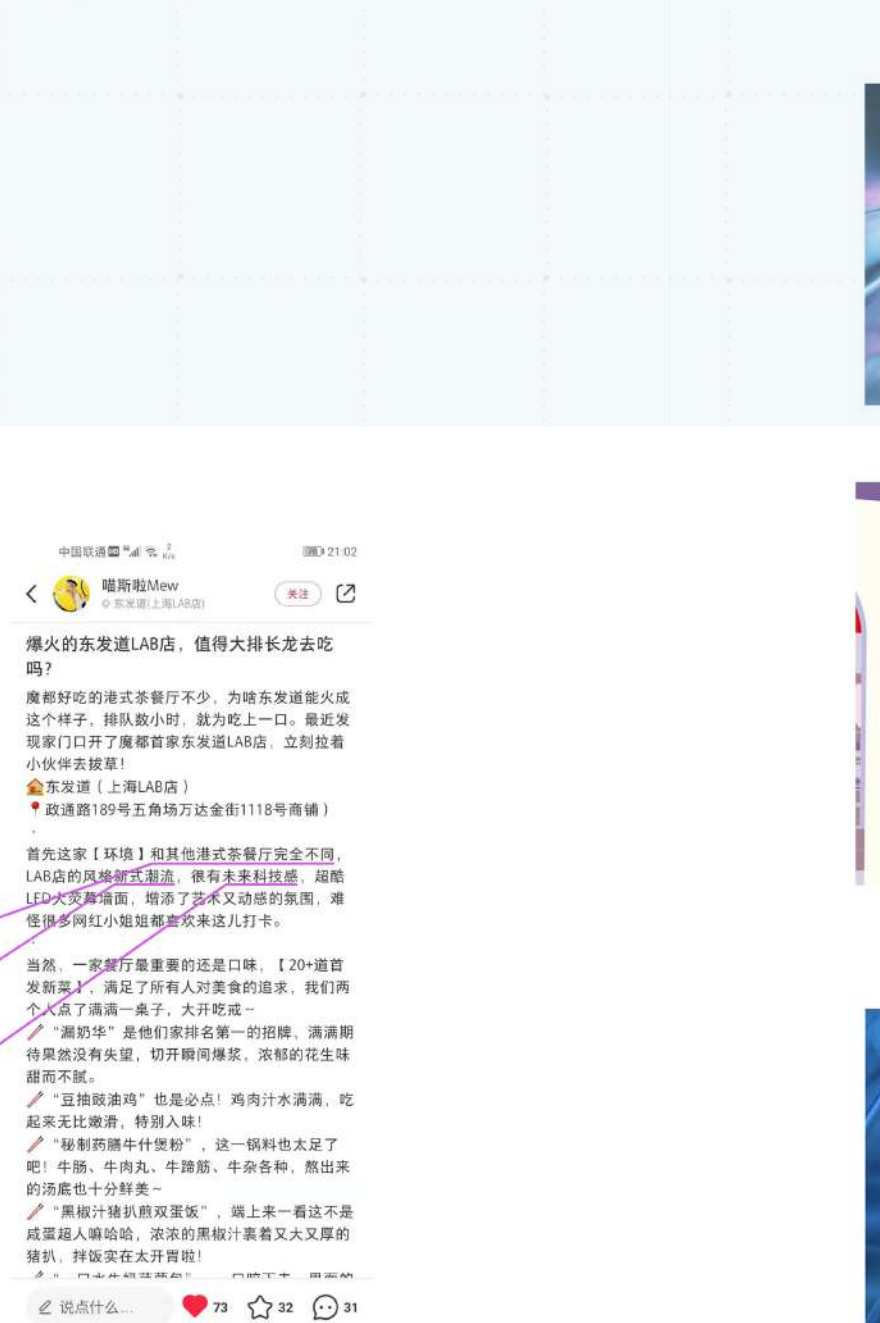 中国联通 HD 2 K/s 21:02
喵斯啦Mew
关注
东发道(上海LAB店)
爆火的东发道LAB店，值得大排长龙去吃
吗？
魔都好吃的港式茶餐厅不少，为啥东发道能火成
这个样子，排队数小时，就为吃上一口。最近发
现家门口开了魔都首家东发道LAB店，立刻拉着
小伙伴去拔草！
东发道（上海LAB店）
政通路189号五角场万达金街1118号商铺）
首先这家【环境】和其他港式茶餐厅完全不同，
LAB店的风格新式潮流，很有未来科技感，超酷
LED大荧幕墙面，增添了艺术又动感的氛围，难
怪很多网红小姐姐都喜欢来这儿打卡。
当然，一家餐厅最重要的还是口味，【20+道首
发新菜】，满足了所有人对美食的追求，我们两
个人点了满满一桌子，大开吃戒～
“漏奶华”是他们家排名第一的招牌，满满期
待果然没有失望，切开瞬间爆浆，浓郁的花生味
甜而不腻。
“豆抽豉油鸡”也是必点！鸡肉汁水满满，吃
起来无比嫩滑，特别入味！
“秘制药膳牛什煲粉”，这一锅料也太足了
吧！牛肠、牛肉丸、牛蹄筋、牛杂各种，熬出来
的汤底也十分鲜美～
“黑椒汁猪扒煎双蛋饭”，端上来一看这不是
咸蛋超人嘛哈哈，浓浓的黑椒汁裹着又大又厚的
猪扒，拌饭实在太开胃啦！
说点什么... 73 32 31